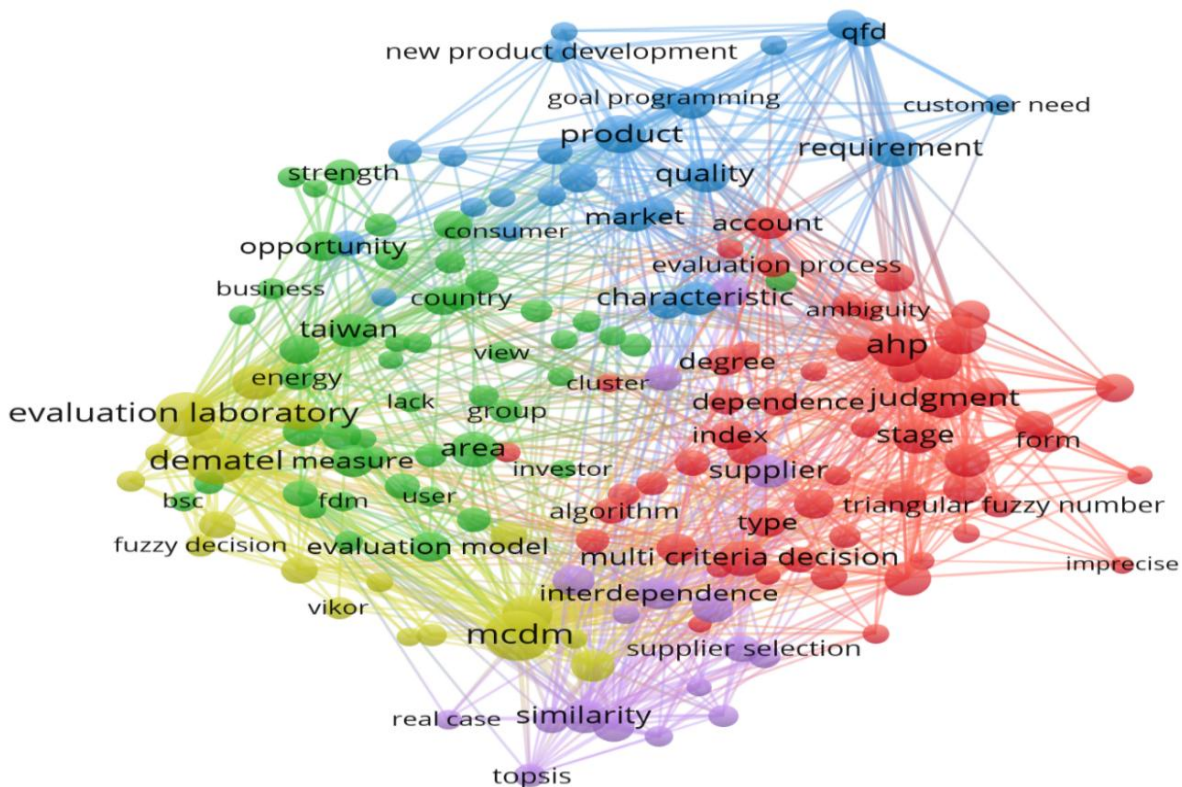 qfd
new product development
goal programming
customer need
product
requirement
strength
quality
market
account
consumer
opportunity
evaluation process
business
country
characteristic
ambiguity
taiwan
view
ahp
degree
energy
cluster
lack
group
dependence
judgment
evaluation laboratory
index
stage
form
area
dematel
measure
investor
supplier
bsc
fdm
user
algorithm
type
triangular fuzzy number
fuzzy decision
evaluation model
multi criteria decision
imprecise
vikor
interdependence
mcdm
supplier selection
real case
similarity
topsis